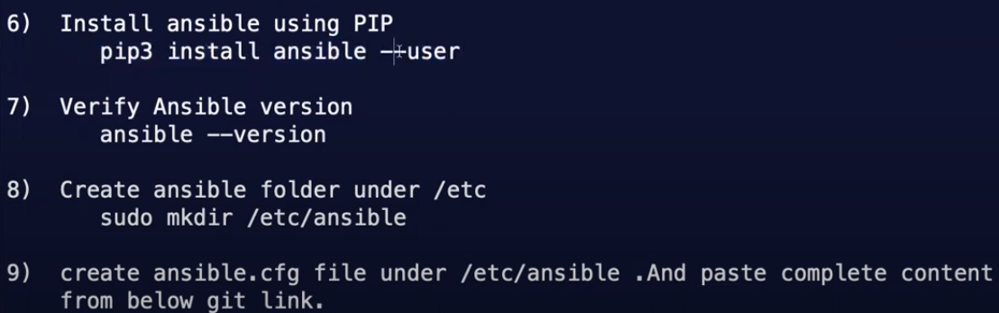 6) Install ansible using PIP
pip3 install ansible --user
7) Verify Ansible version
ansible --version
8) Create ansible folder under /etc
sudo mkdir /etc/ansible
9) create ansible.cfg file under /etc/ansible .And paste complete content
from below git link.